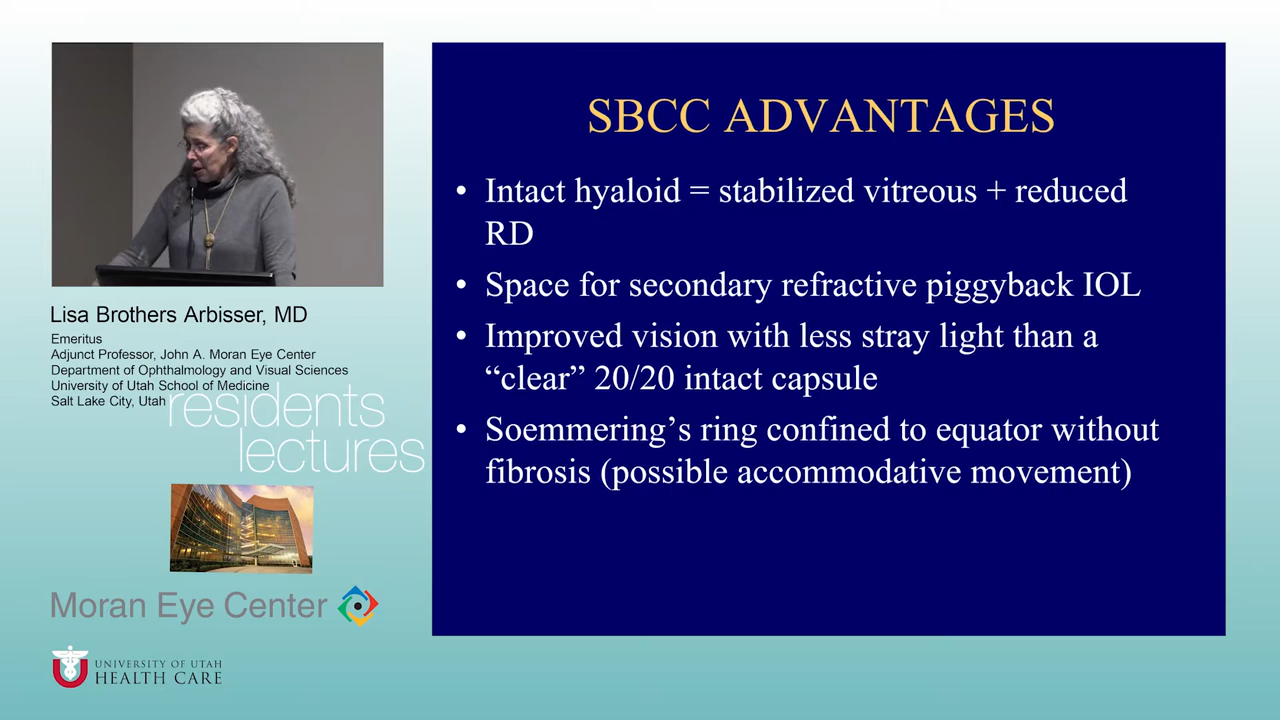 Lisa Brothers Arbisser, MD
Emeritus
Adjunct Professor, John A. Moran Eye Center
Department of Ophthalmology and Visual Sciences
University of Utah School of Medicine
Salt Lake City, Utah
residents
lectures
Moran Eye Center
UNIVERSITY OF UTAH
HEALTH CARE
SBCC ADVANTAGES
• Intact hyaloid = stabilized vitreous + reduced
RD
• Space for secondary refractive piggyback IOL
• Improved vision with less stray light than a
“clear” 20/20 intact capsule
• Soemmering’s ring confined to equator without
fibrosis (possible accommodative movement)